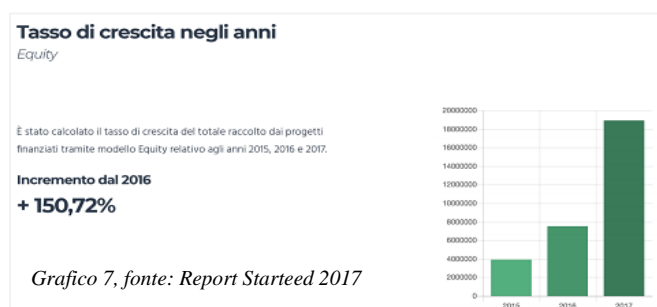 Tasso di crescita negli anni
Equity
È stato calcolato il tasso di crescita del totale raccolto dai progetti
finanziati tramite modello Equity relativo agli anni 2015, 2016 e 2017.
Incremento dal 2016
+ 150,72%
20000000
18000000
16000000
14000000
12000000
10000000
8000000
6000000
4000000
2000000
0
2015 2016 2017
Grafico 7, fonte: Report Starteed 2017